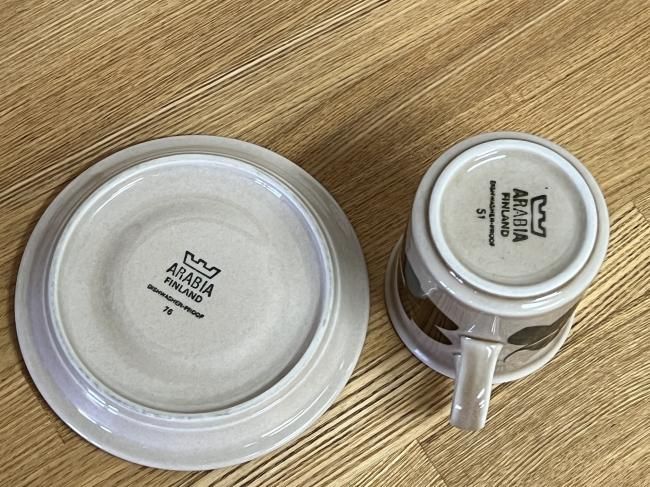 ARABIA
FINLAND
DISHWASHER-PROOF
76
ARABIA
FINLAND
DISHWASHER-PROOF
51